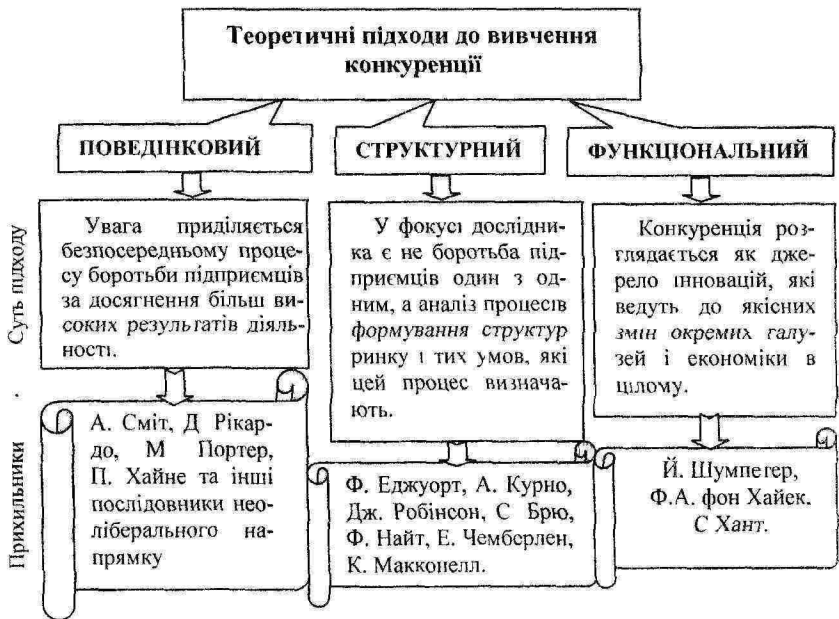 Теоретичні підходи до вивчення
конкуренції
ПОВЕДІНКОВИЙ
СТРУКТУРНИЙ
ФУНКЦІОНАЛЬНИЙ
Суть підходу
Увага приділяється
безпосередньому проце-
су боротьби підприємців
за досягнення більш ви-
соких результатів діяль-
ності.
У фокусі дослідни-
ка є не боротьба під-
приємців один з од-
ним, а аналіз процесів
формування структур
ринку і тих умов, які
цей процес визнача-
ють.
Конкуренція роз-
глядається як дже-
рело інновацій, які
ведуть до якісних
змін окремих галу-
зей і економіки в
цілому.
Прихильники
А. Сміт, Д Рікар-
до, М Портер,
П. Хайне та інші
послідовники нео-
ліберального на-
прямку
Ф. Еджуорт, А. Курно,
Дж. Робінсон, С Брю,
Ф. Найт, Е. Чемберлен,
К. Макконелл.
Й. Шумпетер,
Ф.А. фон Хайек.
С Хант.